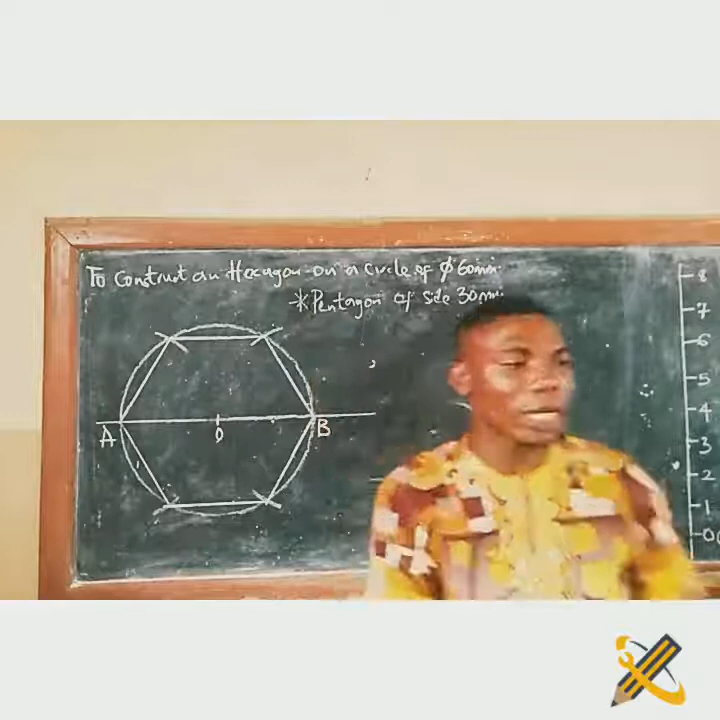 To Construct an Hexagon on a circle of φ 60mm.
*Pentagon of side 30mm.
A
O
B
8
7
6
5
4
3
2
1
0